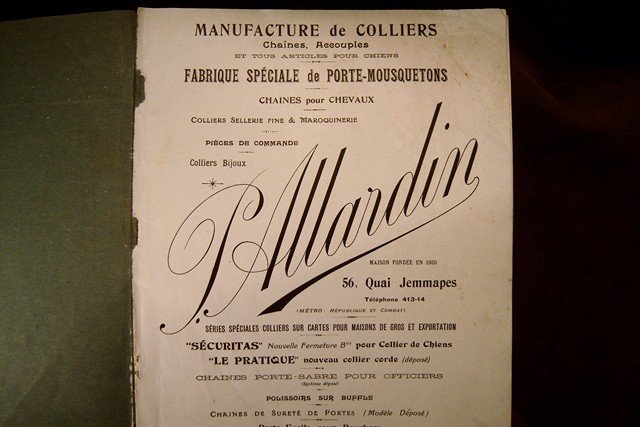 MANUFACTURE de COLLIERS
Chaînes, Accouples
ET TOUS ARTICLES POUR CHIENS
FABRIQUE SPÉCIALE de PORTE-MOUSQUETONS
CHAINES pour CHEVAUX
COLLIERS SELLERIE FINE & MAROQUINERIE
PIÈCES DE COMMANDE
Colliers Bijoux
P. Allardin
MAISON FONDÉE EN 1860
56, Quai Jemmapes
Téléphone 413-14
(MÉTRO: RÉPUBLIQUE ET COMBAT)
SÉRIES SPÉCIALES COLLIERS SUR CARTES POUR MAISONS DE GROS ET EXPORTATION
"SÉCURITAS" Nouvelle Fermeture Btée pour Collier de Chiens
"LE PRATIQUE" nouveau collier corde (déposé)
CHAINES PORTE-SABRE POUR OFFICIERS
(Système déposé)
POLISSOIRS SUR BUFFLE
CHAINES DE SURETÉ DE PORTES (Modèle Déposé)